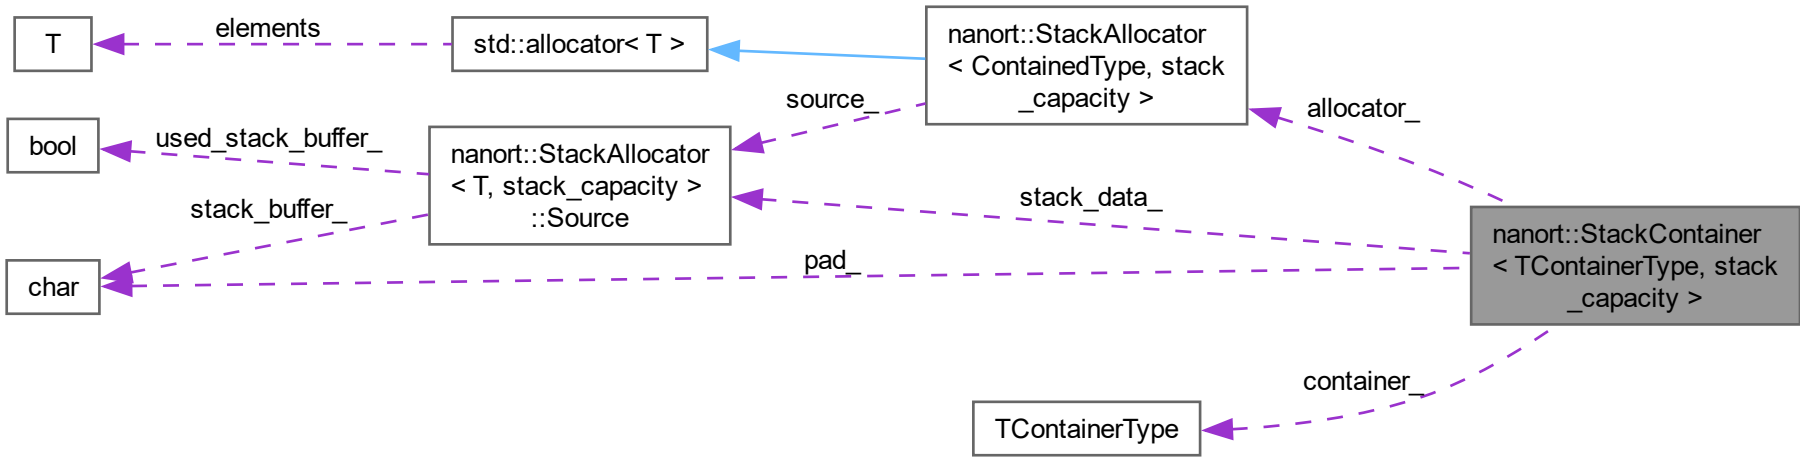 T
elements
std::allocator< T >
nanort::StackAllocator
< ContainedType, stack
_capacity >
source_
allocator_
bool
used_stack_buffer_
nanort::StackAllocator
< T, stack_capacity >
::Source
stack_buffer_
stack_data_
char
pad_
nanort::StackContainer
< TContainerType, stack
_capacity >
container_
TContainerType